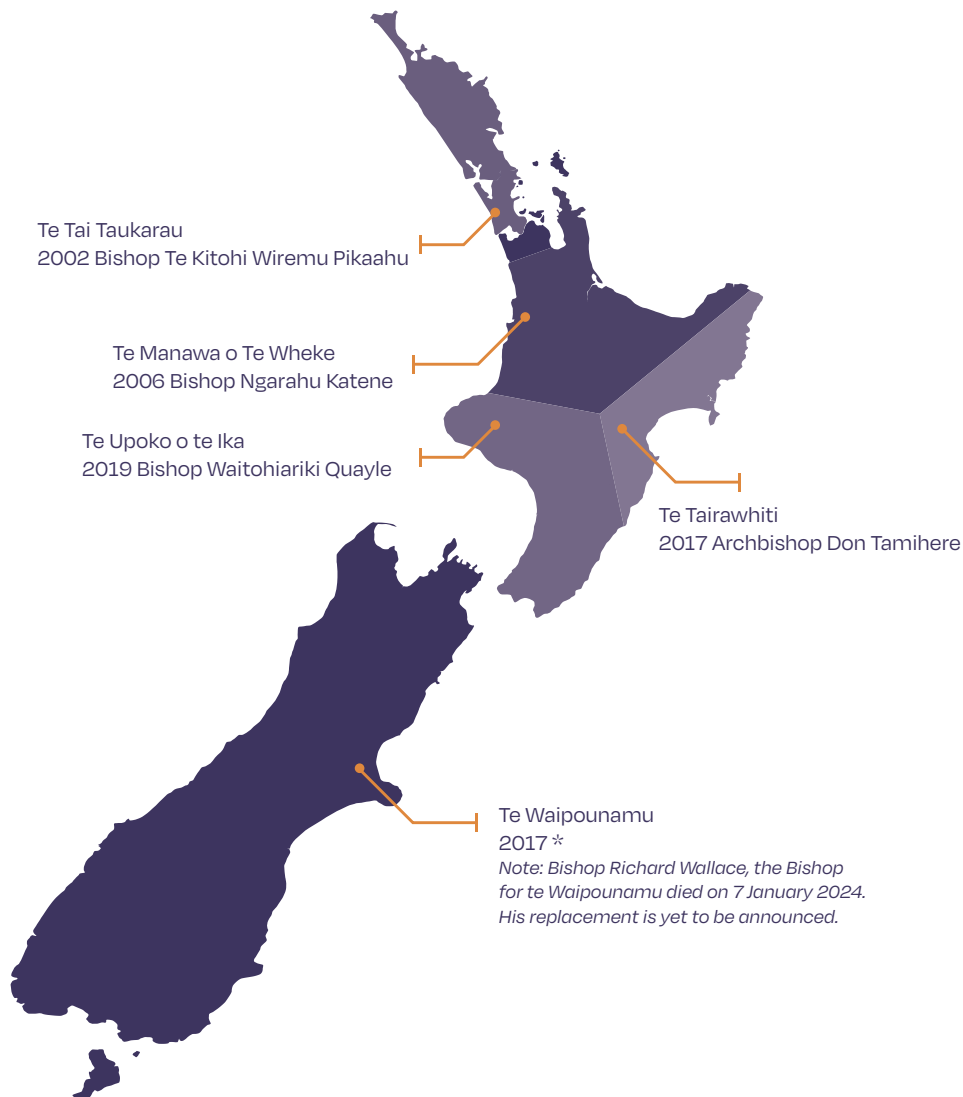 Te Tai Taukarau
2002 Bishop Te Kitohi Wiremu Pikaahu
Te Manawa o Te Wheke
2006 Bishop Ngarahu Katene
Te Upoko o te Ika
2019 Bishop Waitohiariki Quayle
Te Tairawhiti
2017 Archbishop Don Tamihere
Te Waipounamu
2017 *
Note: Bishop Richard Wallace, the Bishop
for te Waipounamu died on 7 January 2024.
His replacement is yet to be announced.